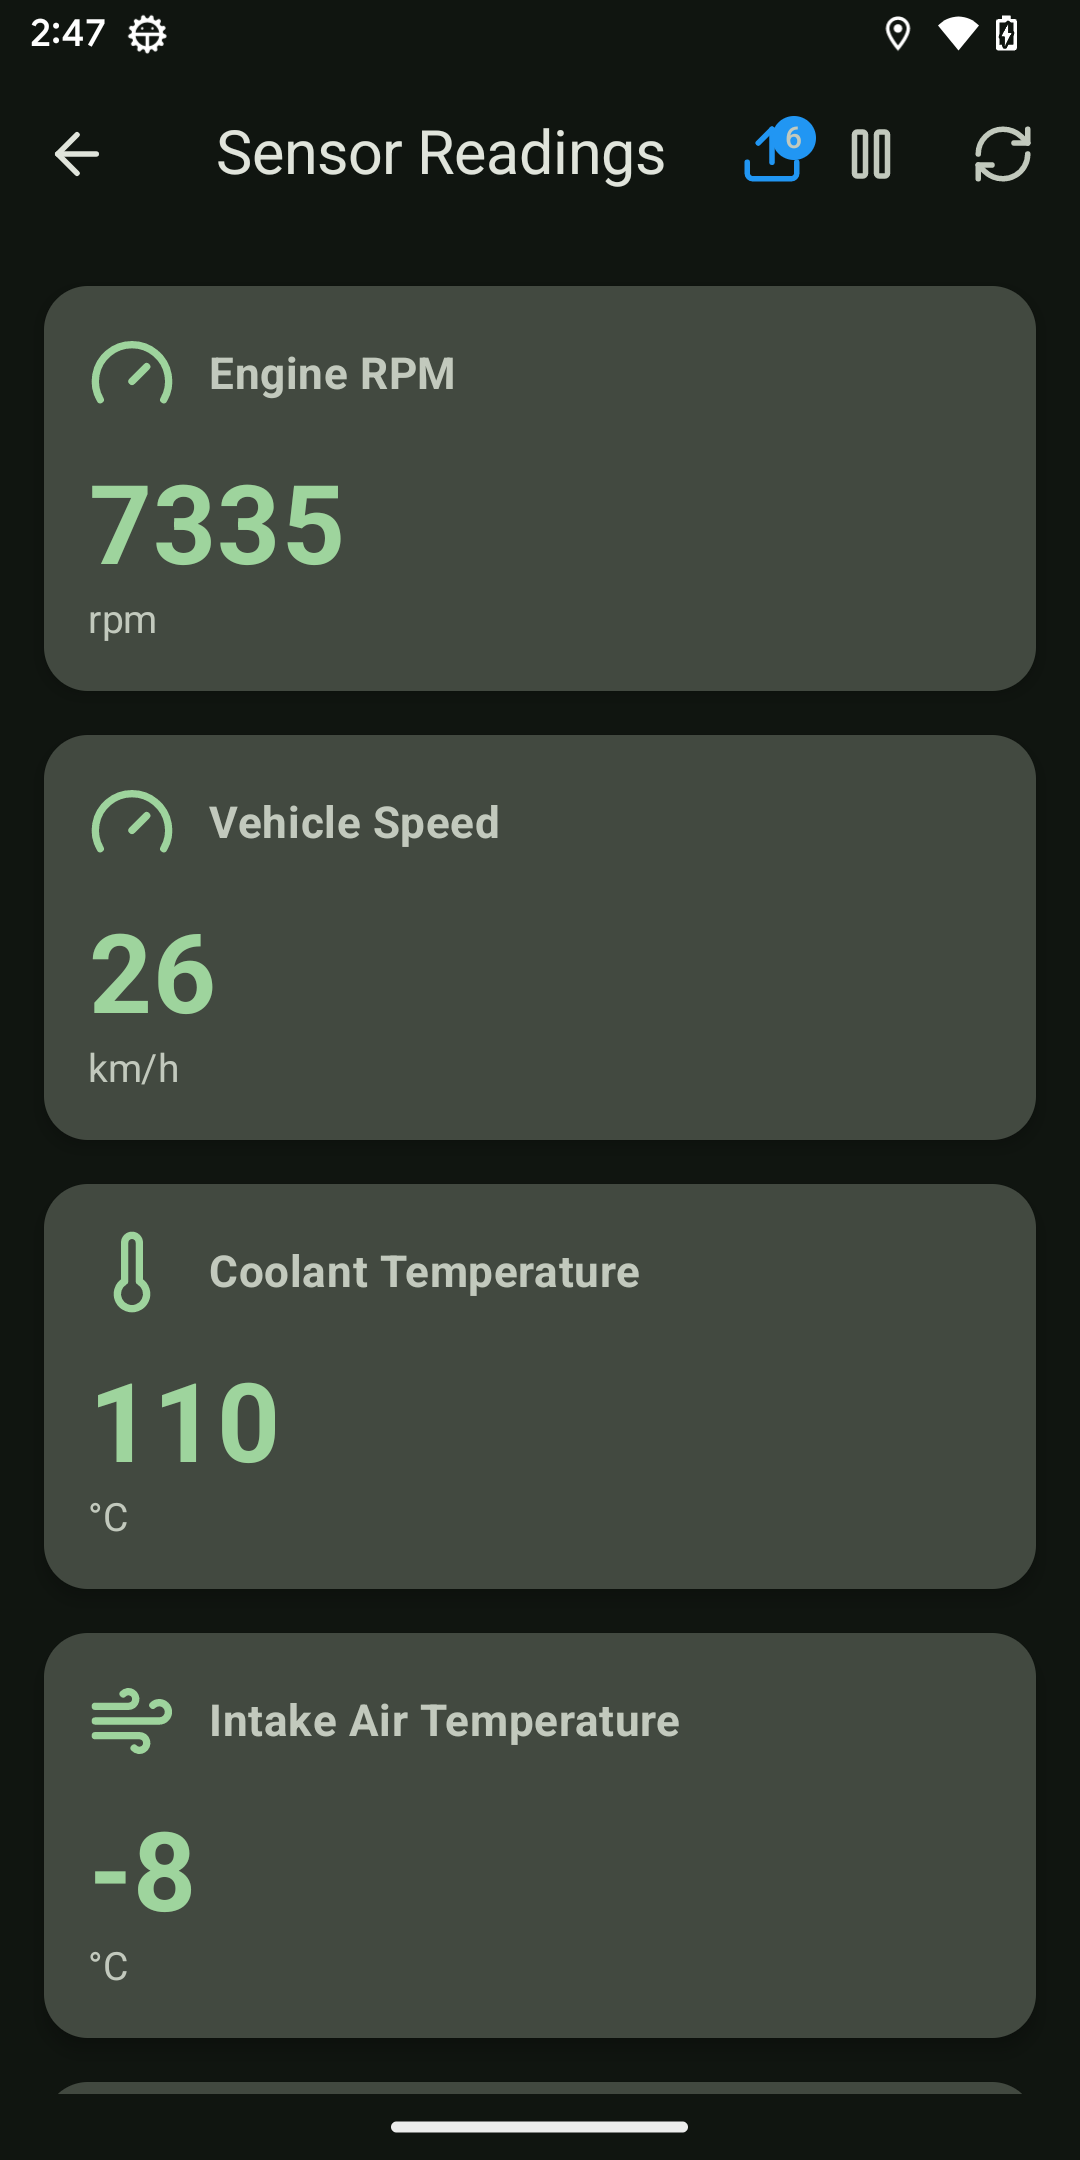 2:47
Sensor Readings
6
Engine RPM
7335
rpm
Vehicle Speed
26
km/h
Coolant Temperature
110
°C
Intake Air Temperature
-8
°C